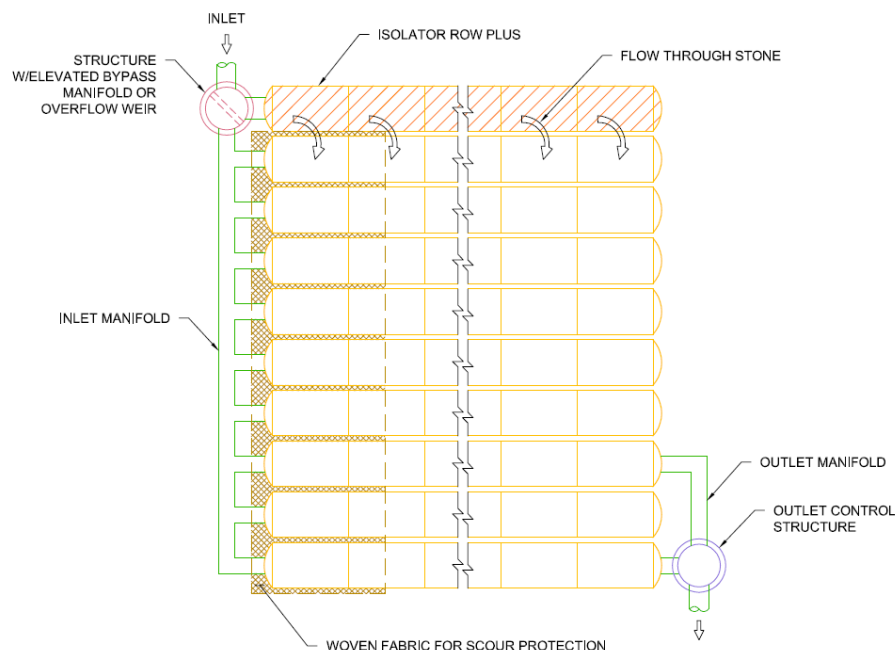 INLET
ISOLATOR ROW PLUS
STRUCTURE
W/ELEVATED BYPASS
MANIFOLD OR
OVERFLOW WEIR
FLOW THROUGH STONE
INLET MANIFOLD
OUTLET MANIFOLD
OUTLET CONTROL
STRUCTURE
WOVEN FABRIC FOR SCOUR PROTECTION